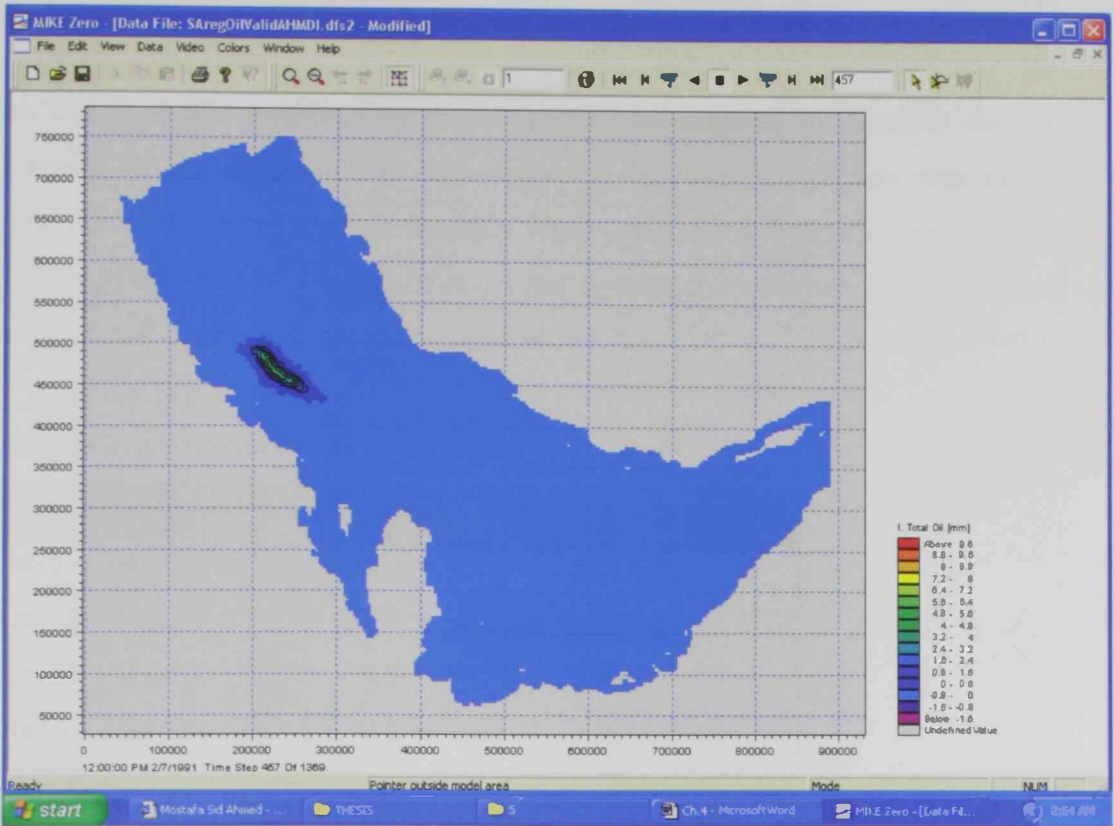 MIKE Zero - [Data File: SAregOilValidAHMDI.dfs2 - Modified]
File Edit View Data Video Colors Window Help
1
457
750000
700000
650000
600000
550000
500000
450000
400000
350000
300000
250000
200000
150000
100000
50000
0 100000 200000 300000 400000 500000 600000 700000 800000 900000
12:00:00 PM 2/7/1991 Time Step 457 Of 1369.
1. Total Oil [mm]
Above 9.6
8.8 - 9.6
8 - 8.8
7.2 - 8
6.4 - 7.2
5.6 - 6.4
4.8 - 5.6
4 - 4.8
3.2 - 4
2.4 - 3.2
1.6 - 2.4
0.8 - 1.6
0 - 0.8
-0.8 - 0
-1.6 - -0.8
Below -1.6
Undefined Value
Ready Pointer outside model area Mode NUM
start Mostafa Sid Ahmed - ... THESIS S Ch.4 - Microsoft Word MIKE Zero - [Data Fil... 2:54 AM